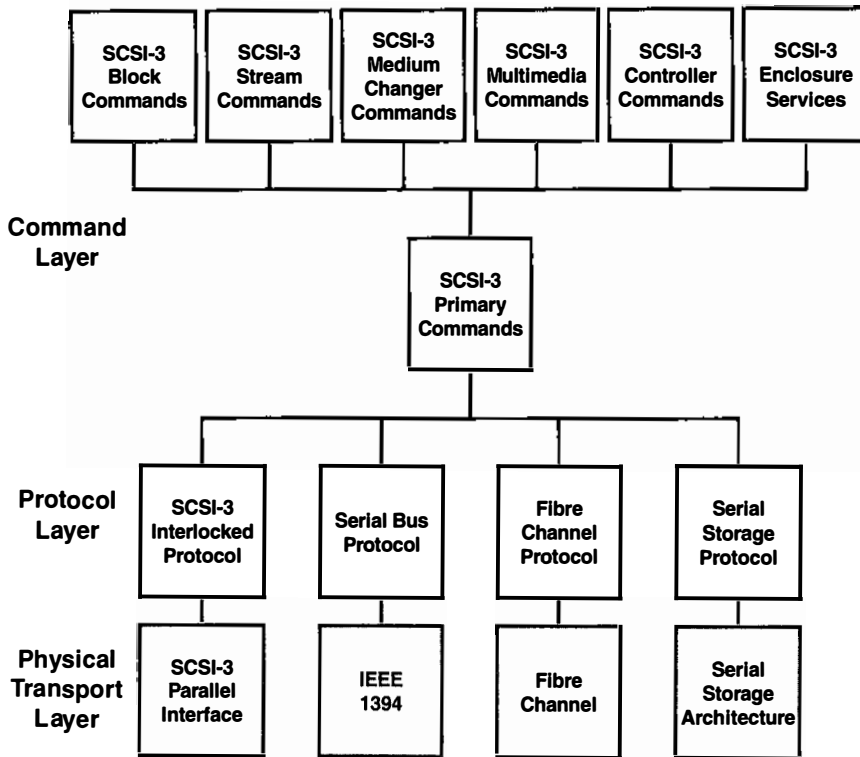 SCSI-3
Block
Commands
SCSI-3
Stream
Commands
SCSI-3
Medium
Changer
Commands
SCSI-3
Multimedia
Commands
SCSI-3
Controller
Commands
SCSI-3
Enclosure
Services
Command
Layer
SCSI-3
Primary
Commands
Protocol
Layer
SCSI-3
Interlocked
Protocol
Serial Bus
Protocol
Fibre
Channel
Protocol
Serial
Storage
Protocol
Physical
Transport
Layer
SCSI-3
Parallel
Interface
IEEE
1394
Fibre
Channel
Serial
Storage
Architecture